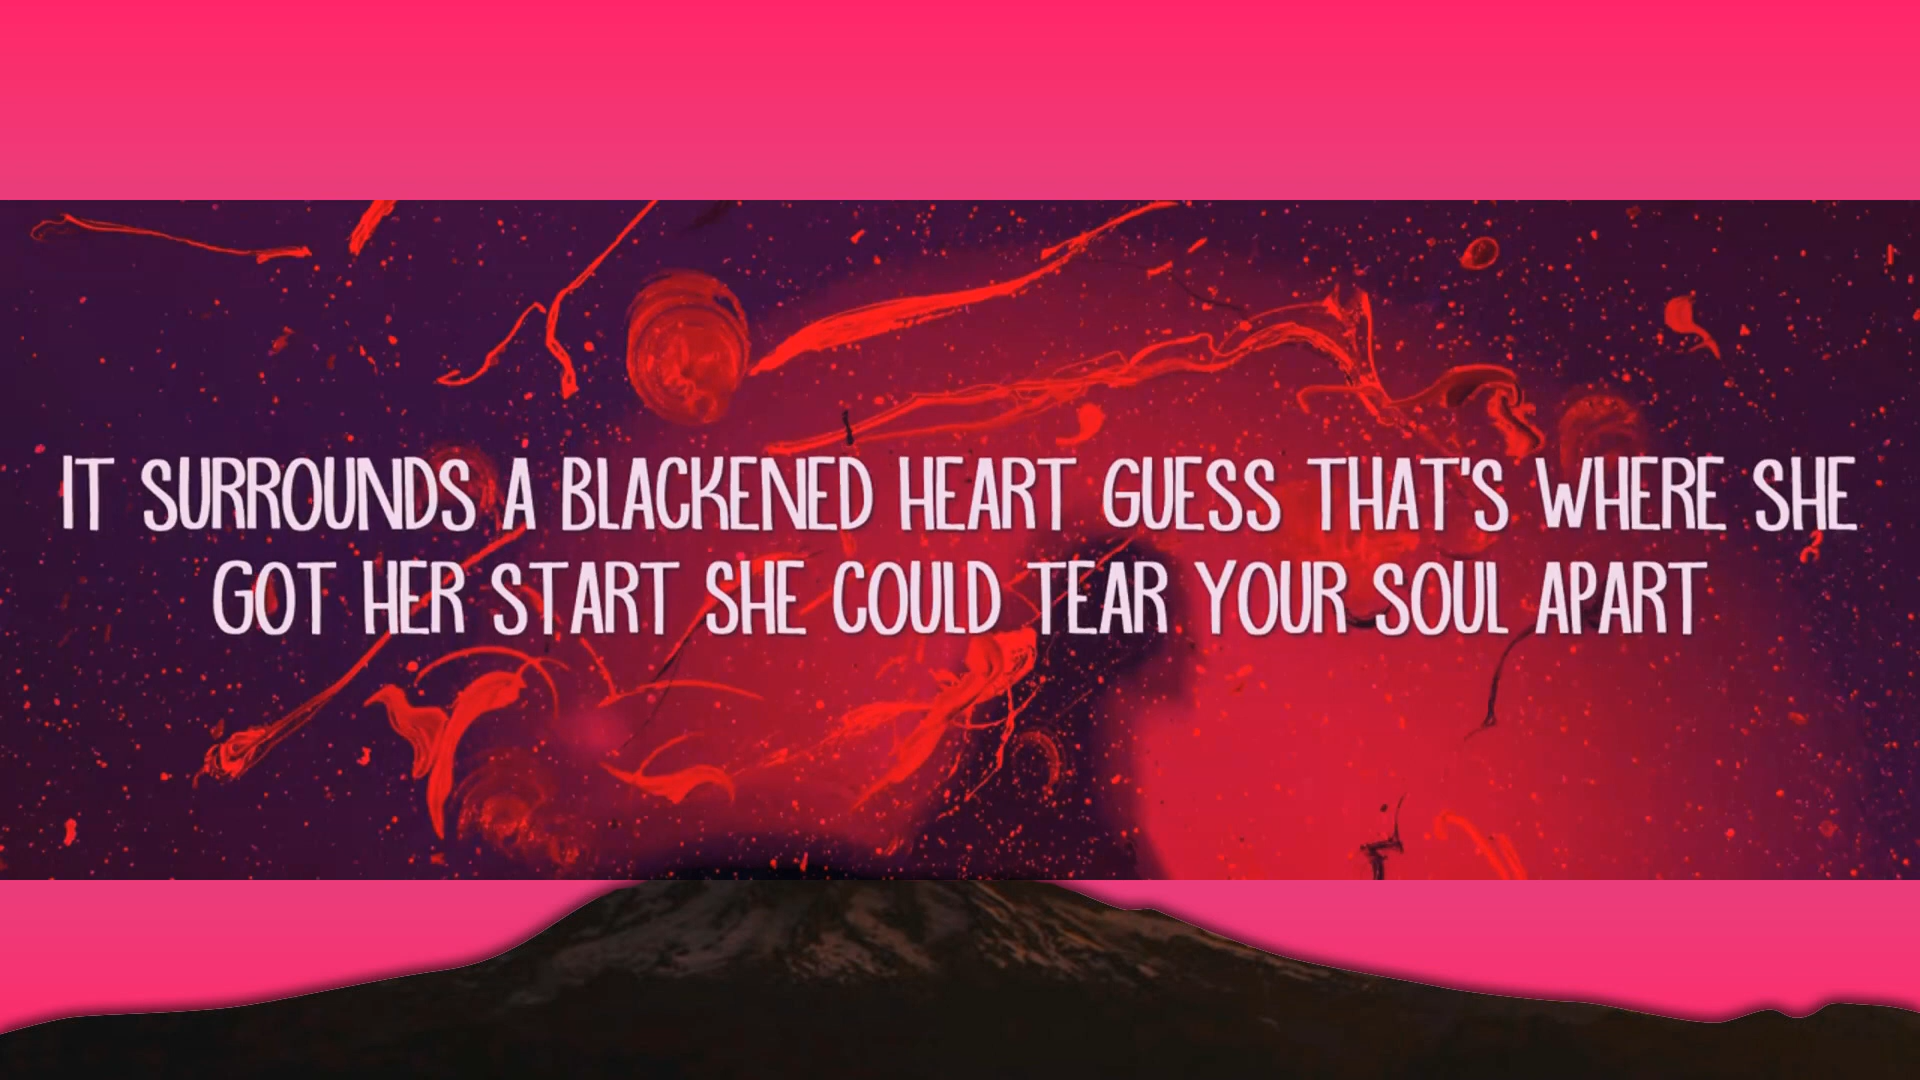 IT SURROUNDS A BLACKENED HEART GUESS THAT'S WHERE SHE
GOT HER START SHE COULD TEAR YOUR SOUL APART